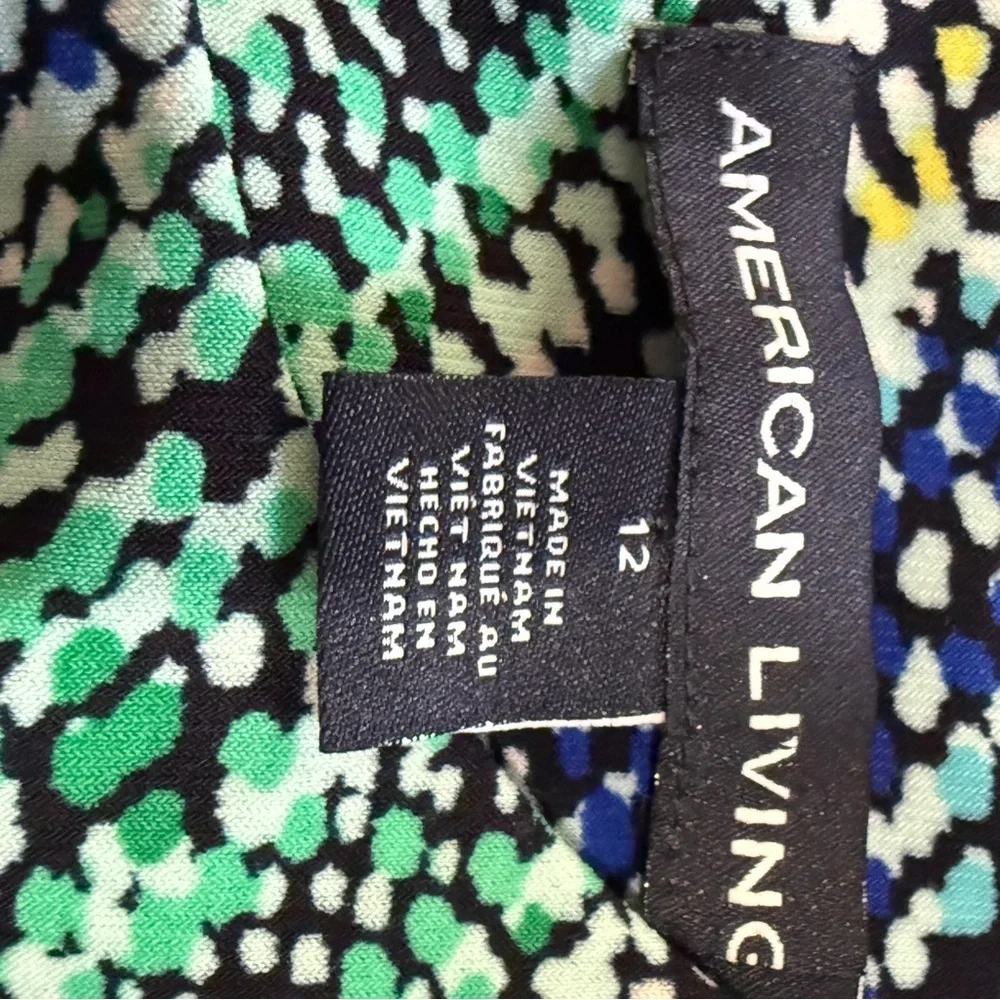 AMERICAN LIVING
12
MADE IN
VIETNAM
FABRIQUÉ AU
VIÊT NAM
HECHO EN
VIETNAM